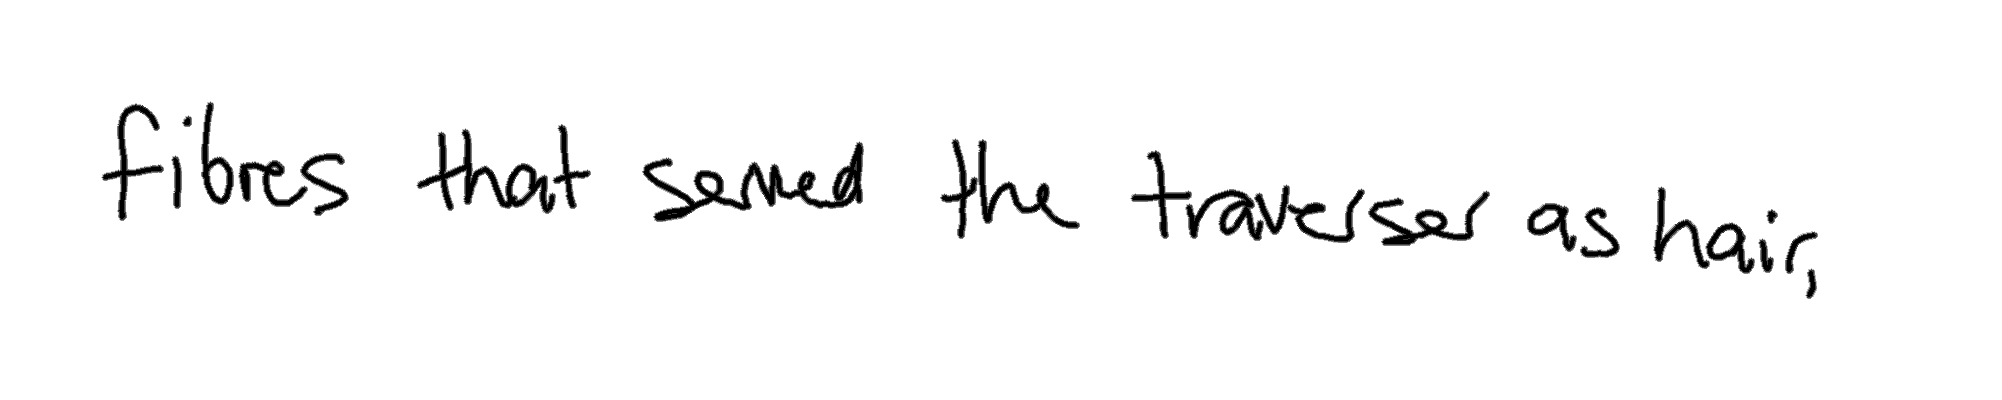 fibres that served the traverser as hair,